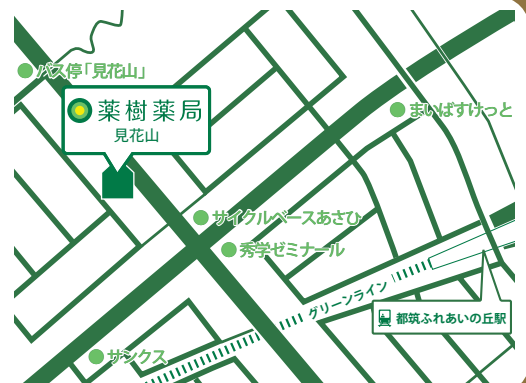 バス停「見花山」
薬樹薬局
見花山
まいばすけっと
サイクルベースあさひ
秀学ゼミナール
グリーンライン
都筑ふれあいの丘駅
サンクス